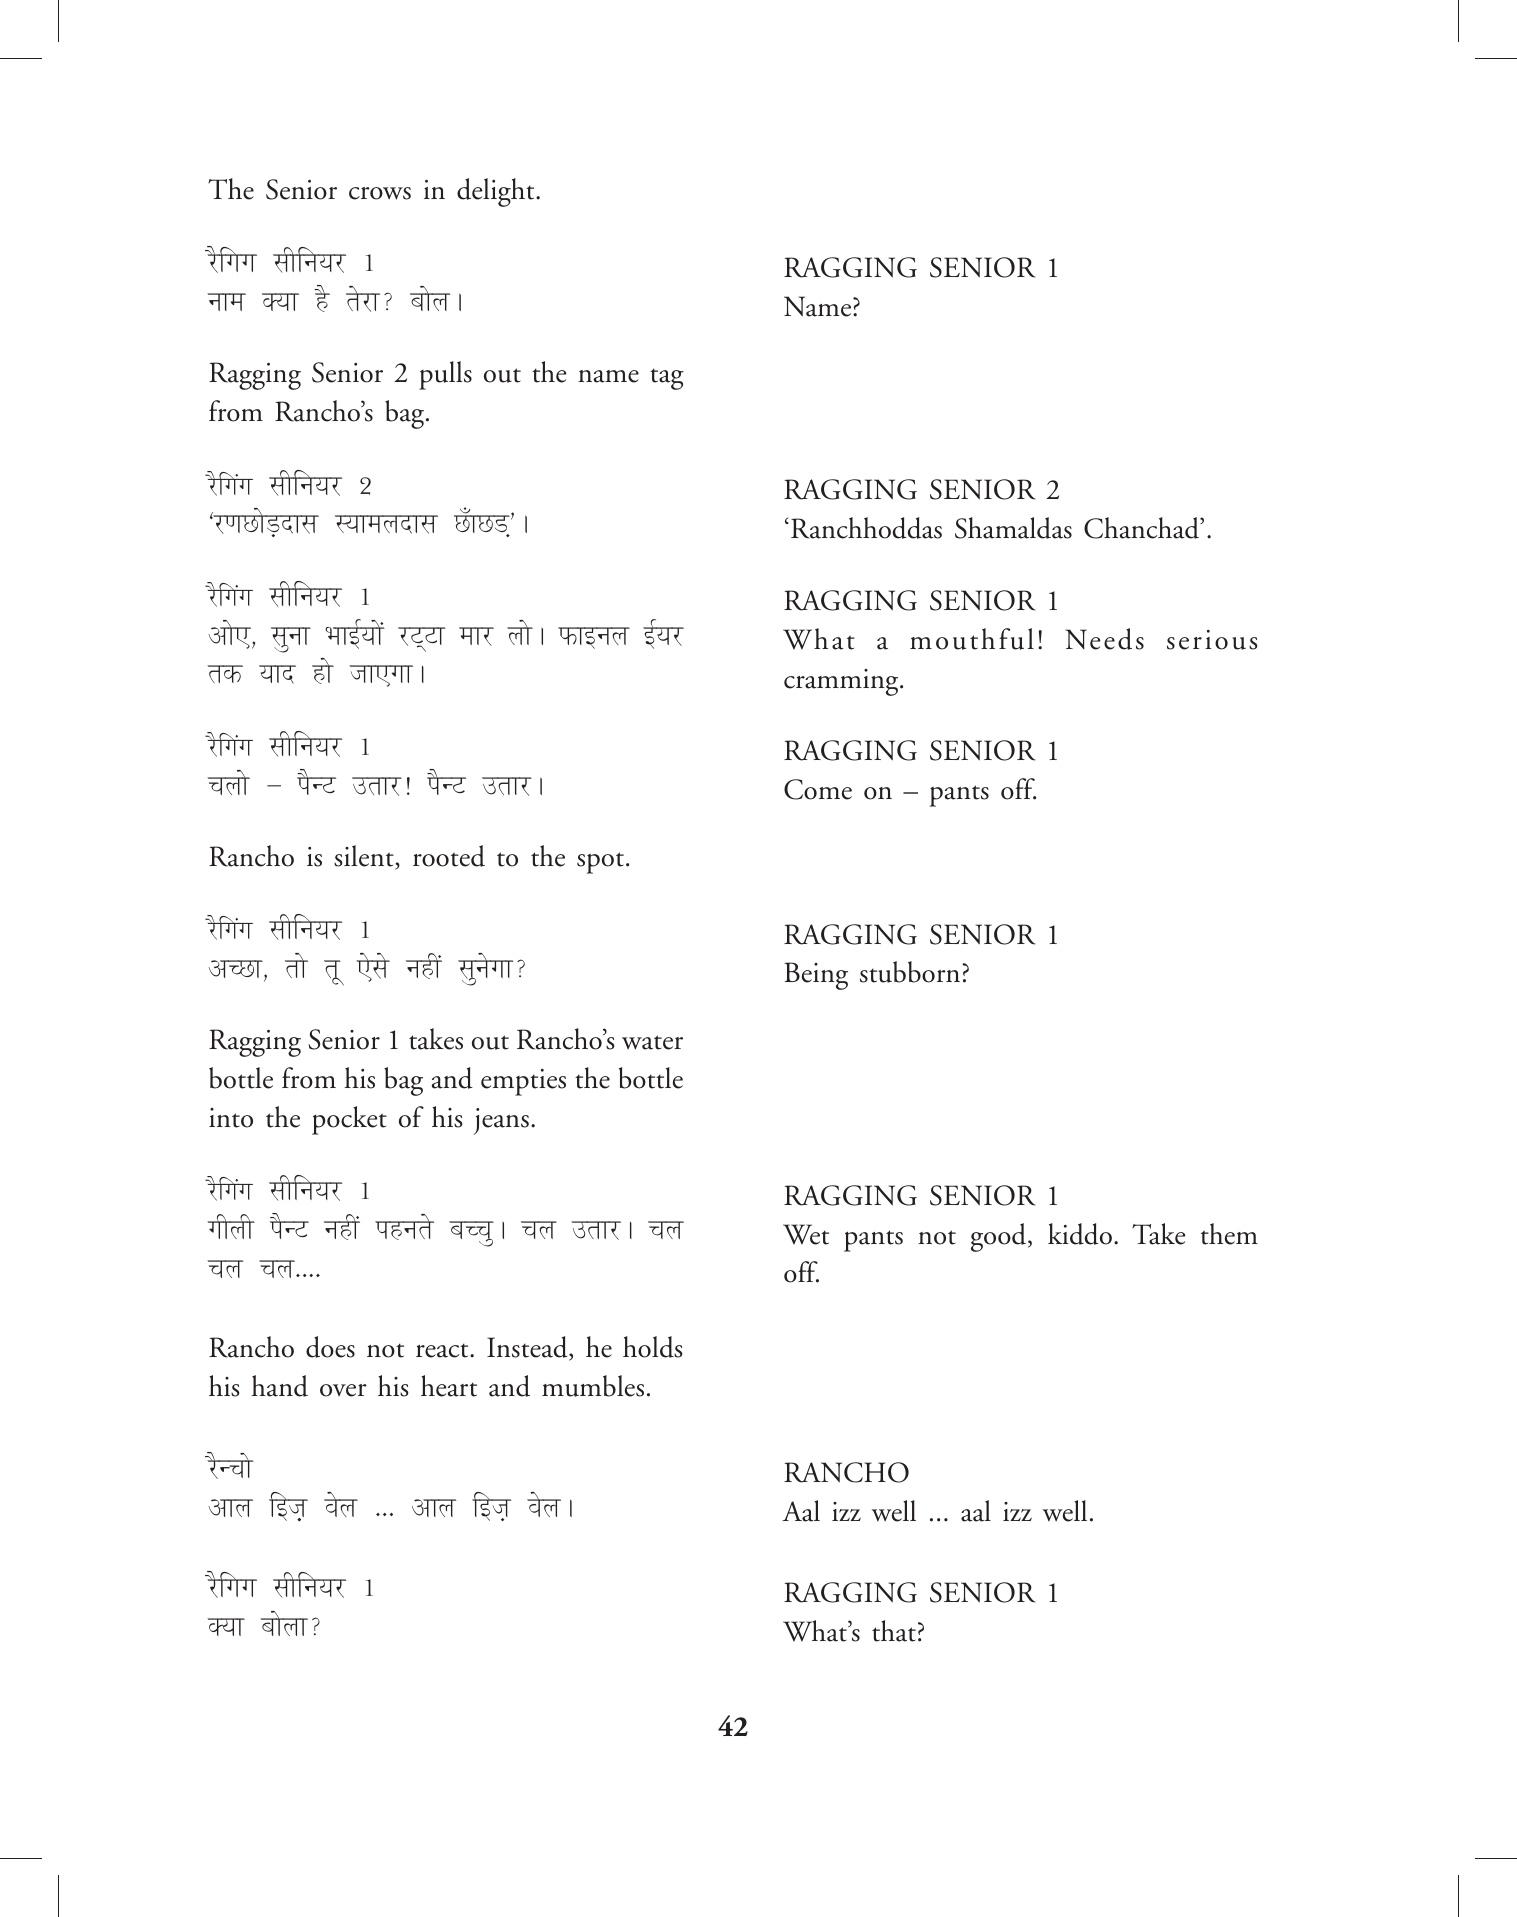 The Senior crows in delight.
रैगिग सीनियर 1
नाम क्या है तेरा? बोल।
RAGGING SENIOR 1
Name?
Ragging Senior 2 pulls out the name tag
from Rancho’s bag.
रैगिंग सीनियर 2
‘रणछोड़दास स्यामलदास छाँछड़’।
RAGGING SENIOR 2
‘Ranchhoddas Shamaldas Chanchad’.
रैगिंग सीनियर 1
ओए, सुना भाईयों रट्टा मार लो। फाइनल ईयर
तक याद हो जाएगा।
RAGGING SENIOR 1
What a mouthful! Needs serious
cramming.
रैगिंग सीनियर 1
चलो – पैन्ट उतार! पैन्ट उतार।
RAGGING SENIOR 1
Come on – pants off.
Rancho is silent, rooted to the spot.
रैगिंग सीनियर 1
अच्छा, तो तू ऐसे नहीं सुनेगा?
RAGGING SENIOR 1
Being stubborn?
Ragging Senior 1 takes out Rancho’s water
bottle from his bag and empties the bottle
into the pocket of his jeans.
रैगिंग सीनियर 1
गीली पैन्ट नहीं पहनते बच्चु। चल उतार। चल
चल चल....
RAGGING SENIOR 1
Wet pants not good, kiddo. Take them
off.
Rancho does not react. Instead, he holds
his hand over his heart and mumbles.
रैन्चो
आल इिज़ वेल ... आल इिज़ वेल।
RANCHO
Aal izz well ... aal izz well.
रैगिग सीनियर 1
क्या बोला?
RAGGING SENIOR 1
What’s that?
42